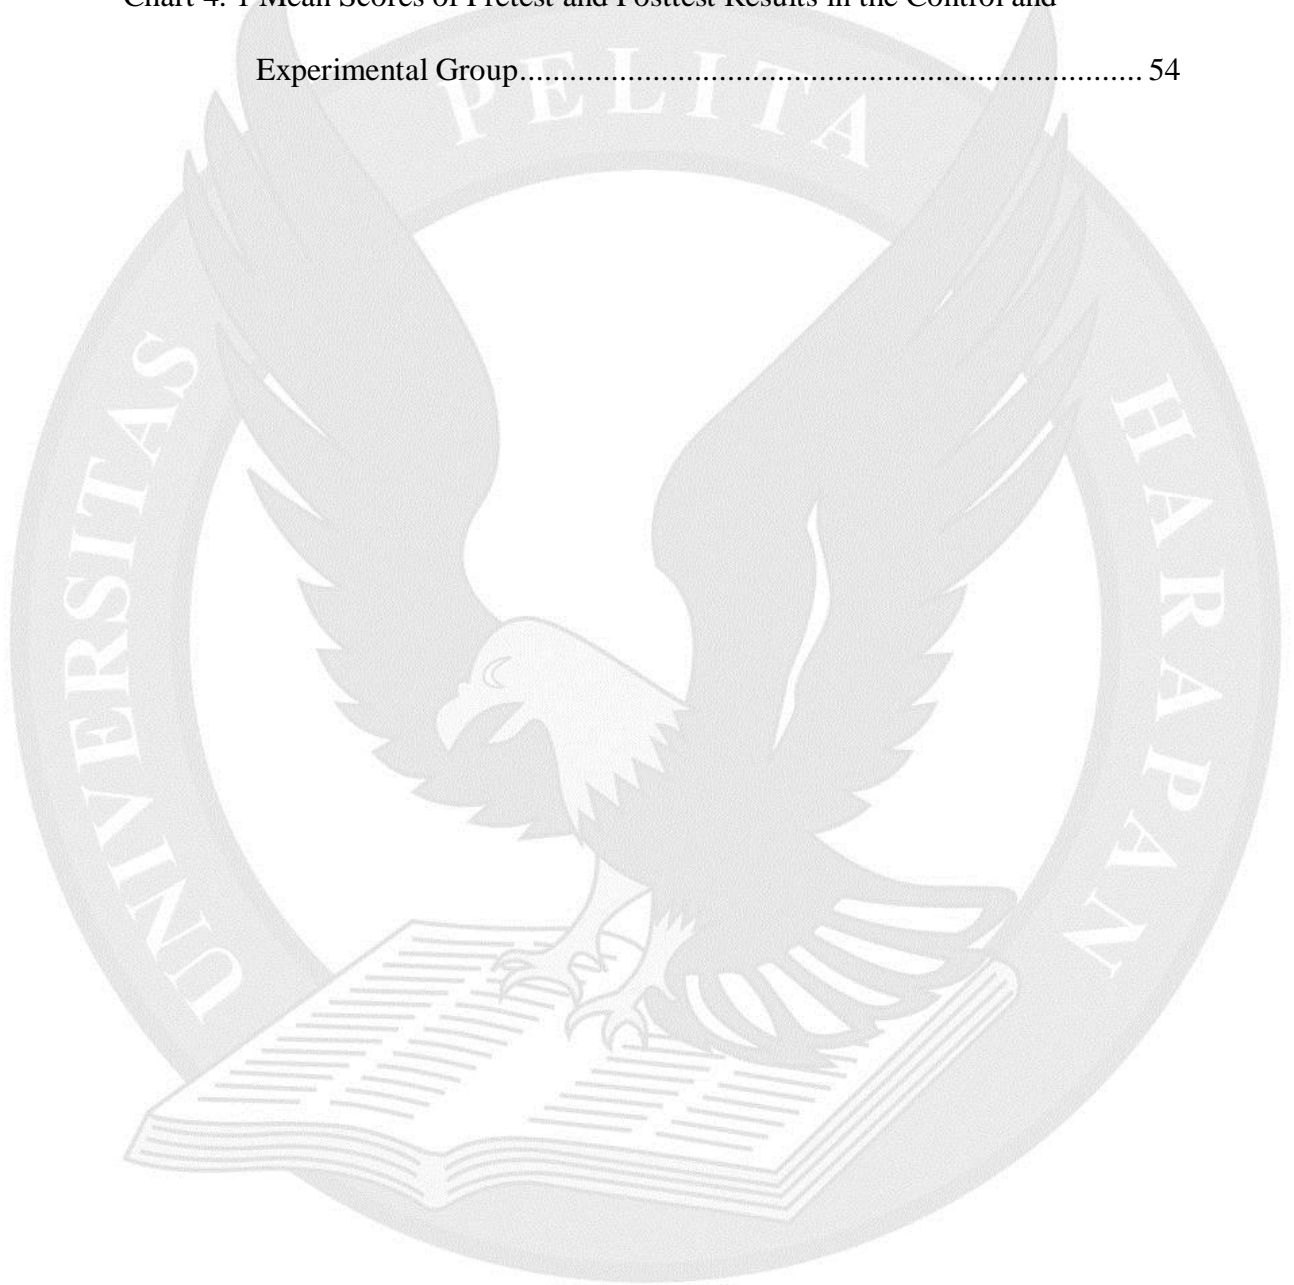 Chart 4. 1 Mean Scores of Pretest and Posttest Results in the Control and
Experimental Group........................................................................... 54
UNIVERSITAS PELITA HARAPAN